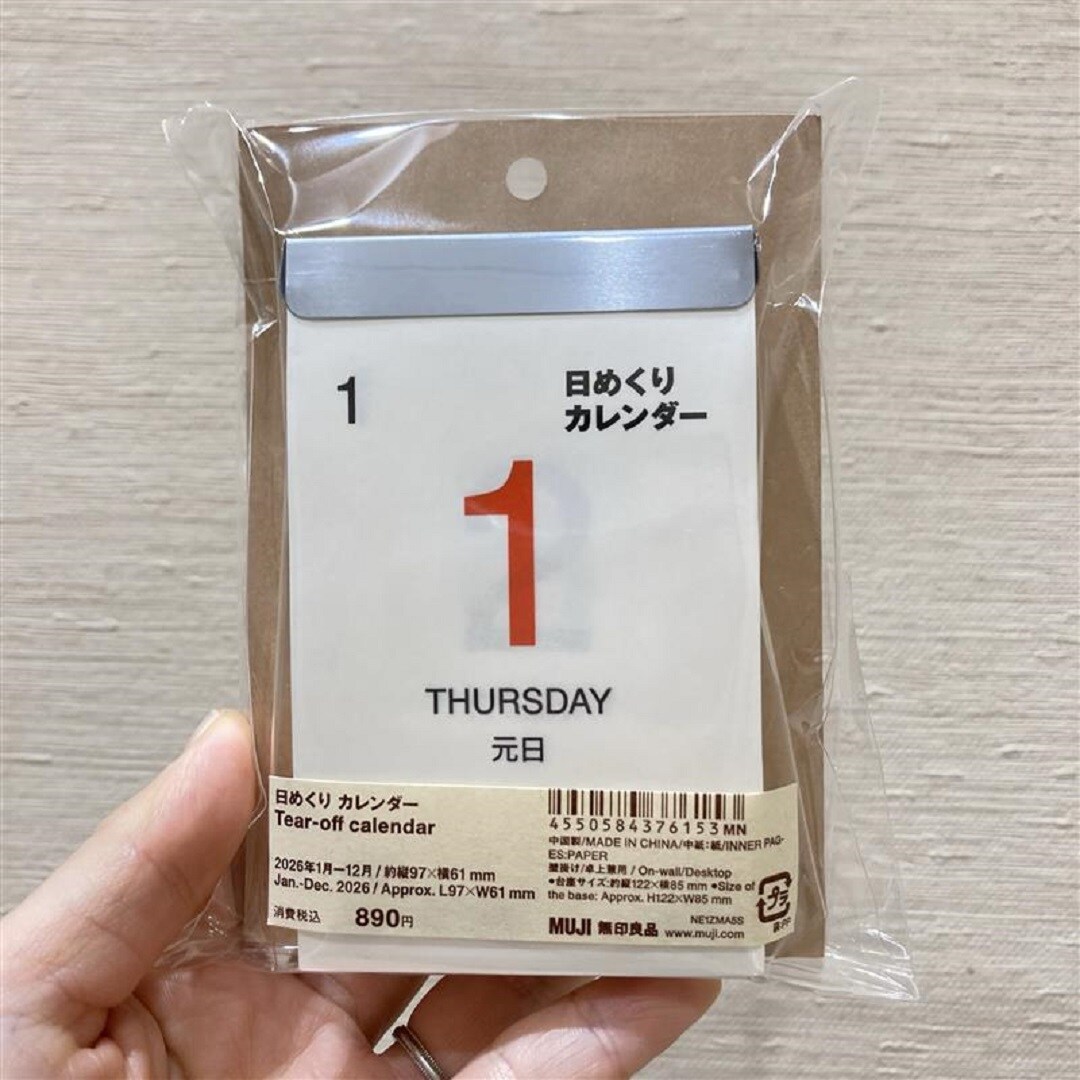 1
日めくり
カレンダー
1
THURSDAY
元日
日めくり カレンダー
Tear-off calendar
2026年1月—12月 / 約縦97×横61 mm
Jan.-Dec. 2026 / Approx. L97×W61 mm
消費税込 890円
4550584376153 MN
中国製/MADE IN CHINA/中紙:紙/INNER PAG-
ES:PAPER
壁掛け/卓上兼用 / On-wall/Desktop
●台座サイズ:約縦122×横85 mm ●Size of
the base: Approx. H122×W85 mm
プラ
NE1ZMA5S
MUJI 無印良品 www.muji.com